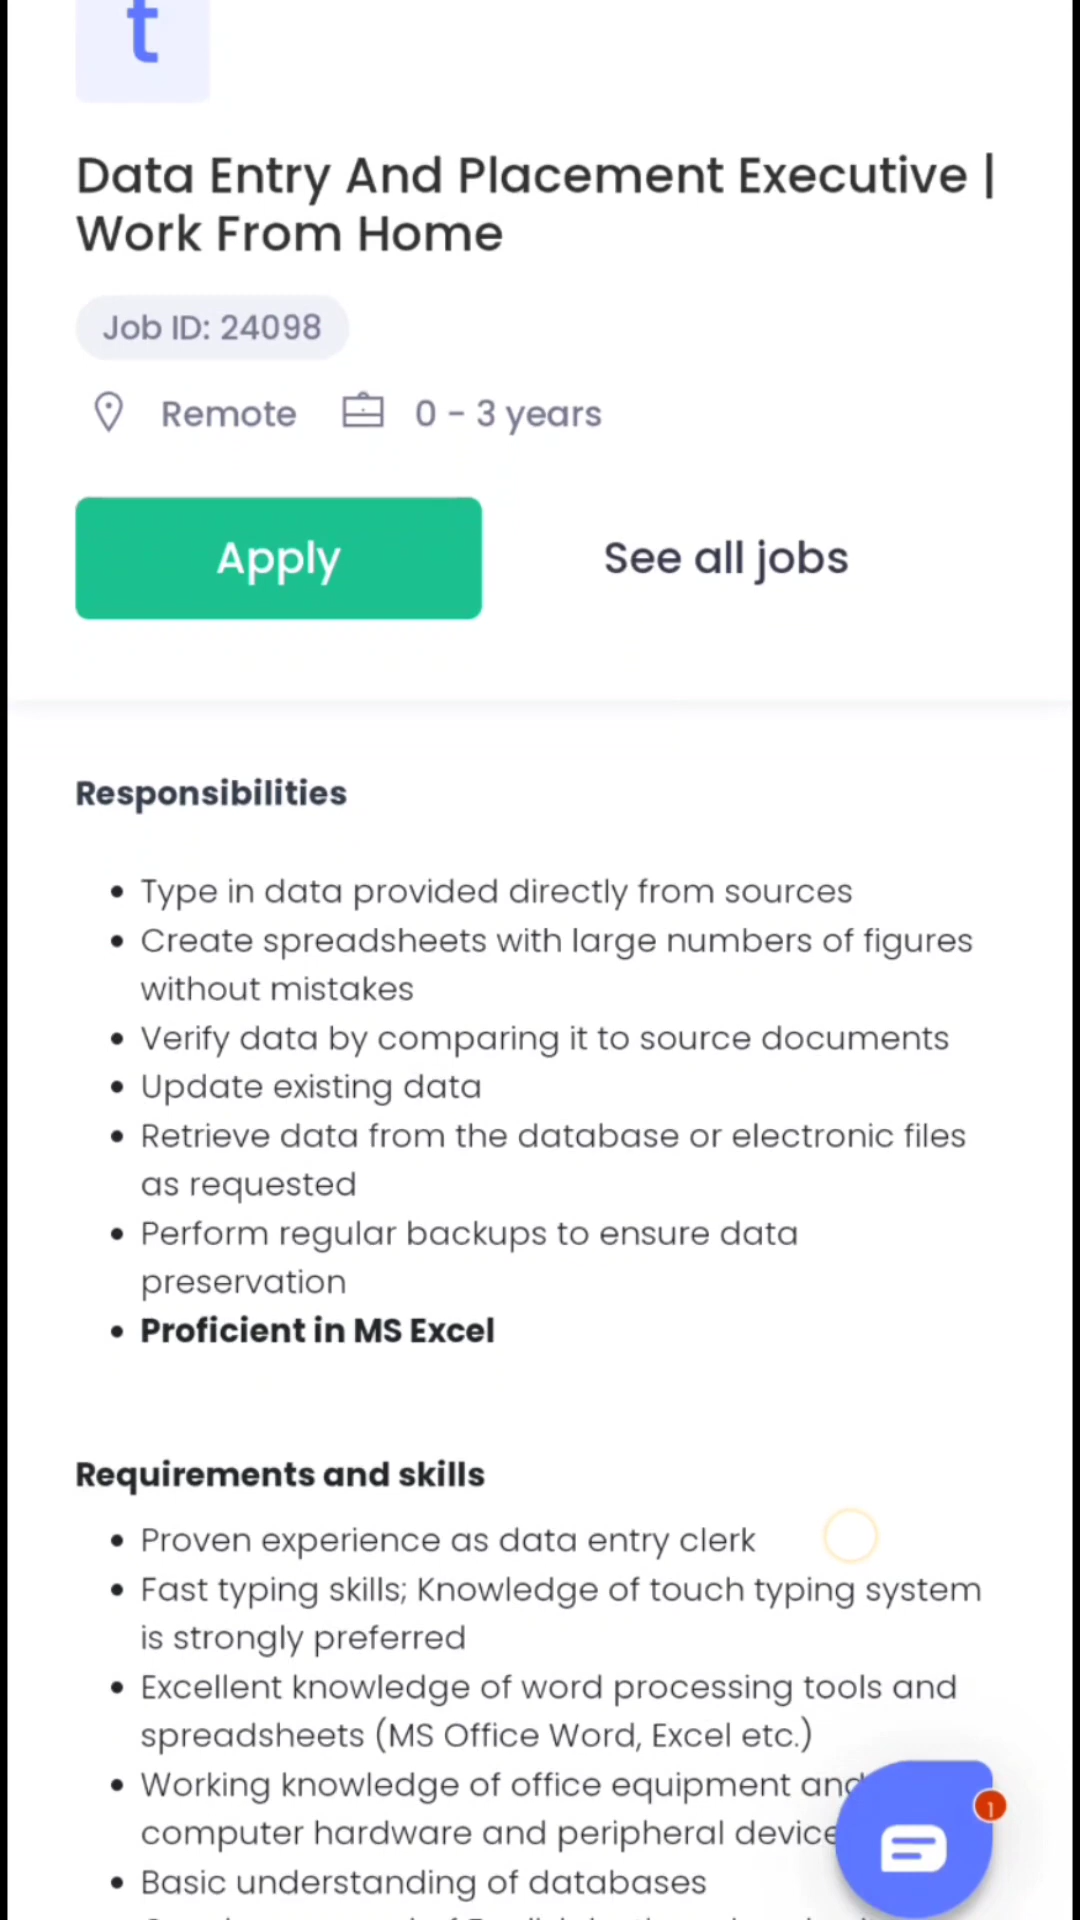 t
Data Entry And Placement Executive |
Work From Home
Job ID: 24098
Remote 0 - 3 years
Apply See all jobs
Responsibilities
• Type in data provided directly from sources
• Create spreadsheets with large numbers of figures
without mistakes
• Verify data by comparing it to source documents
• Update existing data
• Retrieve data from the database or electronic files
as requested
• Perform regular backups to ensure data
preservation
• Proficient in MS Excel
Requirements and skills
• Proven experience as data entry clerk
• Fast typing skills; Knowledge of touch typing system
is strongly preferred
• Excellent knowledge of word processing tools and
spreadsheets (MS Office Word, Excel etc.)
• Working knowledge of office equipment and
1
computer hardware and peripheral device
• Basic understanding of databases